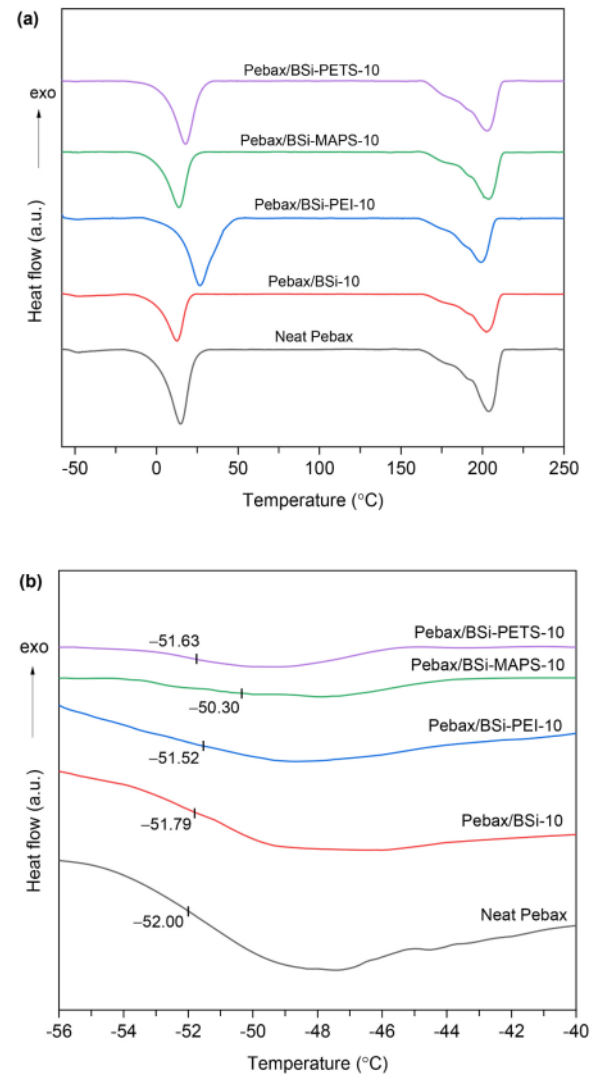 (a)
exo
Heat flow (a.u.)
Pebax/BSi-PETS-10
Pebax/BSi-MAPS-10
Pebax/BSi-PEI-10
Pebax/BSi-10
Neat Pebax
-50 0 50 100 150 200 250
Temperature (°C)
(b)
exo
Heat flow (a.u.)
−51.63
Pebax/BSi-PETS-10
Pebax/BSi-MAPS-10
−50.30
Pebax/BSi-PEI-10
−51.52
Pebax/BSi-10
−51.79
Neat Pebax
−52.00
-56 -54 -52 -50 -48 -46 -44 -42 -40
Temperature (°C)